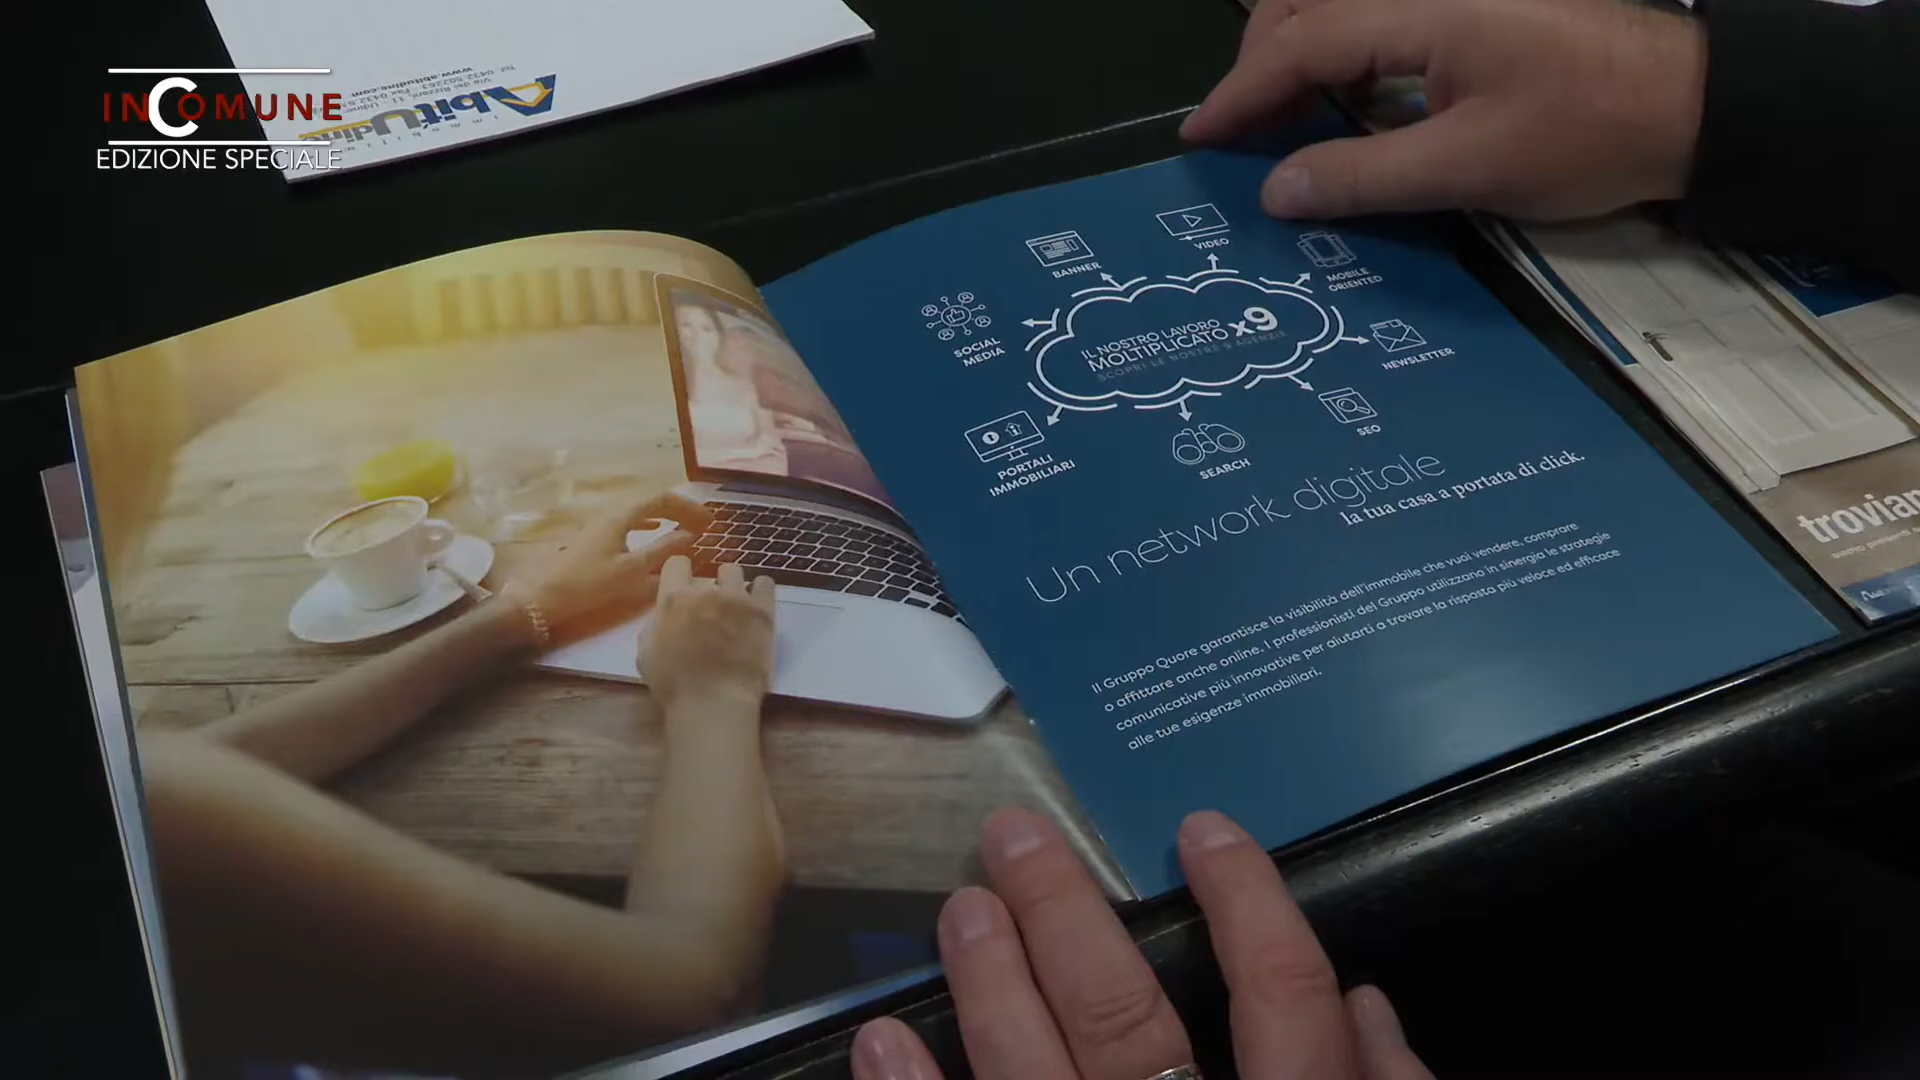 INCOMUNE
EDIZIONE SPECIALE
AbitUdine
immobiliare
www.abitudine.com
BANNER
VIDEO
MOBILE
ORIENTED
SOCIAL
MEDIA
IL NOSTRO LAVORO
MOLTIPLICATO x9
SCOPRI LE NOSTRE 9 AGENZIE
NEWSLETTER
PORTALI
IMMOBILIARI
SEARCH
SEO
Un network digitale
la tua casa a portata di click.
Il Gruppo Quore garantisce la visibilità dell'immobile che vuoi vendere, comprare
o affittare anche online. I professionisti del Gruppo utilizzano in sinergia le strategie
comunicative più innovative per aiutarti a trovare la risposta più veloce ed efficace
alle tue esigenze immobiliari.